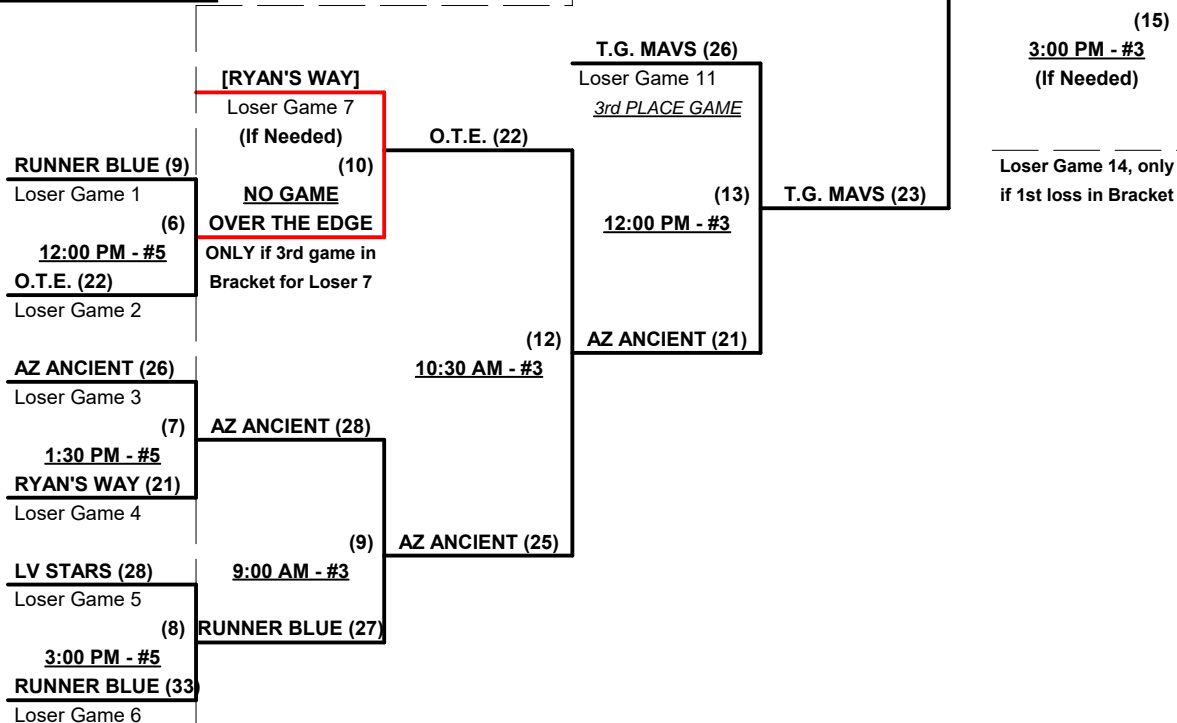 (15)
T.G. MAVS (26)
3:00 PM - #3
[RYAN'S WAY]
Loser Game 11
(If Needed)
Loser Game 7
3rd PLACE GAME
(If Needed)
O.T.E. (22)
RUNNER BLUE (9)
(10)
Loser Game 14, only
Loser Game 1
NO GAME
(13)
T.G. MAVS (23)
if 1st loss in Bracket
(6)
OVER THE EDGE
12:00 PM - #3
12:00 PM - #5
ONLY if 3rd game in
O.T.E. (22)
Bracket for Loser 7
Loser Game 2
(12)
AZ ANCIENT (21)
AZ ANCIENT (26)
10:30 AM - #3
Loser Game 3
(7)
AZ ANCIENT (28)
1:30 PM - #5
RYAN'S WAY (21)
Loser Game 4
(9)
AZ ANCIENT (25)
LV STARS (28)
9:00 AM - #3
Loser Game 5
(8)
RUNNER BLUE (27)
3:00 PM - #5
RUNNER BLUE (33)
Loser Game 6